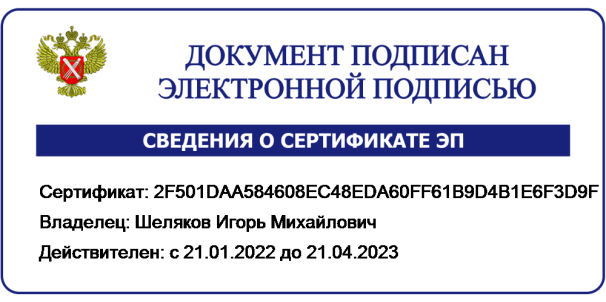 ДОКУМЕНТ ПОДПИСАН
ЭЛЕКТРОННОЙ ПОДПИСЬЮ
СВЕДЕНИЯ О СЕРТИФИКАТЕ ЭП
Сертификат: 2F501DAA584608EC48EDA60FF61B9D4B1E6F3D9F
Владелец: Шеляков Игорь Михайлович
Действителен: с 21.01.2022 до 21.04.2023